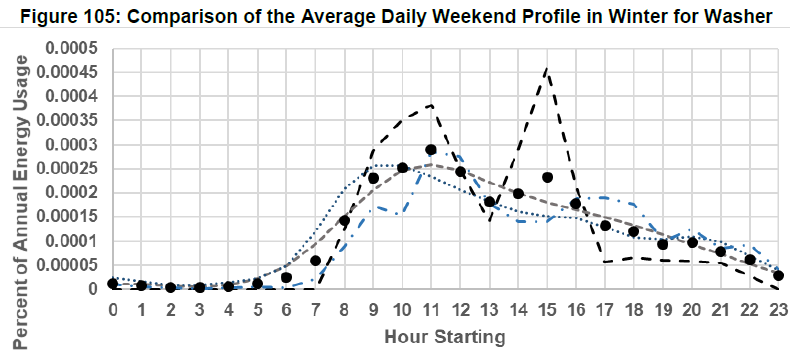 Figure 105: Comparison of the Average Daily Weekend Profile in Winter for Washer
Percent of Annual Energy Usage
0.0005
0.00045
0.0004
0.00035
0.0003
0.00025
0.0002
0.00015
0.0001
0.00005
0
0 1 2 3 4 5 6 7 8 9 10 11 12 13 14 15 16 17 18 19 20 21 22 23
Hour Starting